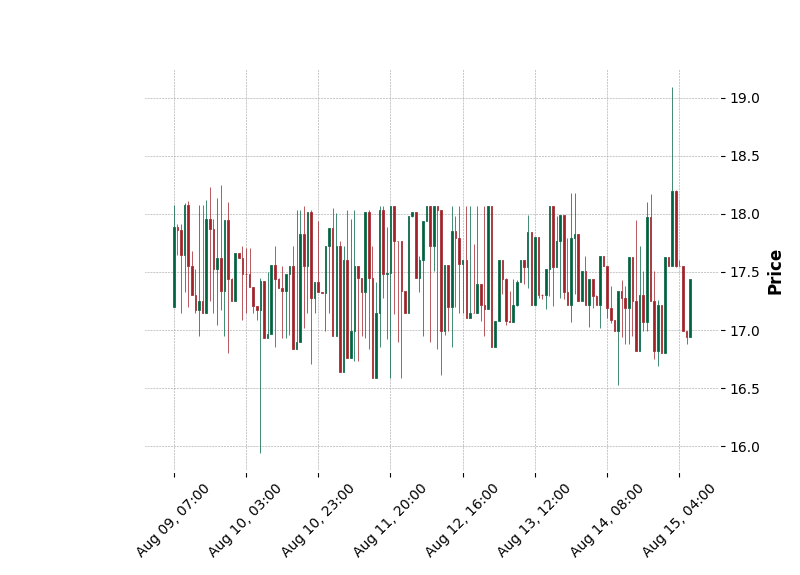 19.0
18.5
18.0
17.5
17.0
16.5
16.0
Price
Aug 09, 07:00
Aug 10, 03:00
Aug 10, 23:00
Aug 11, 20:00
Aug 12, 16:00
Aug 13, 12:00
Aug 14, 08:00
Aug 15, 04:00